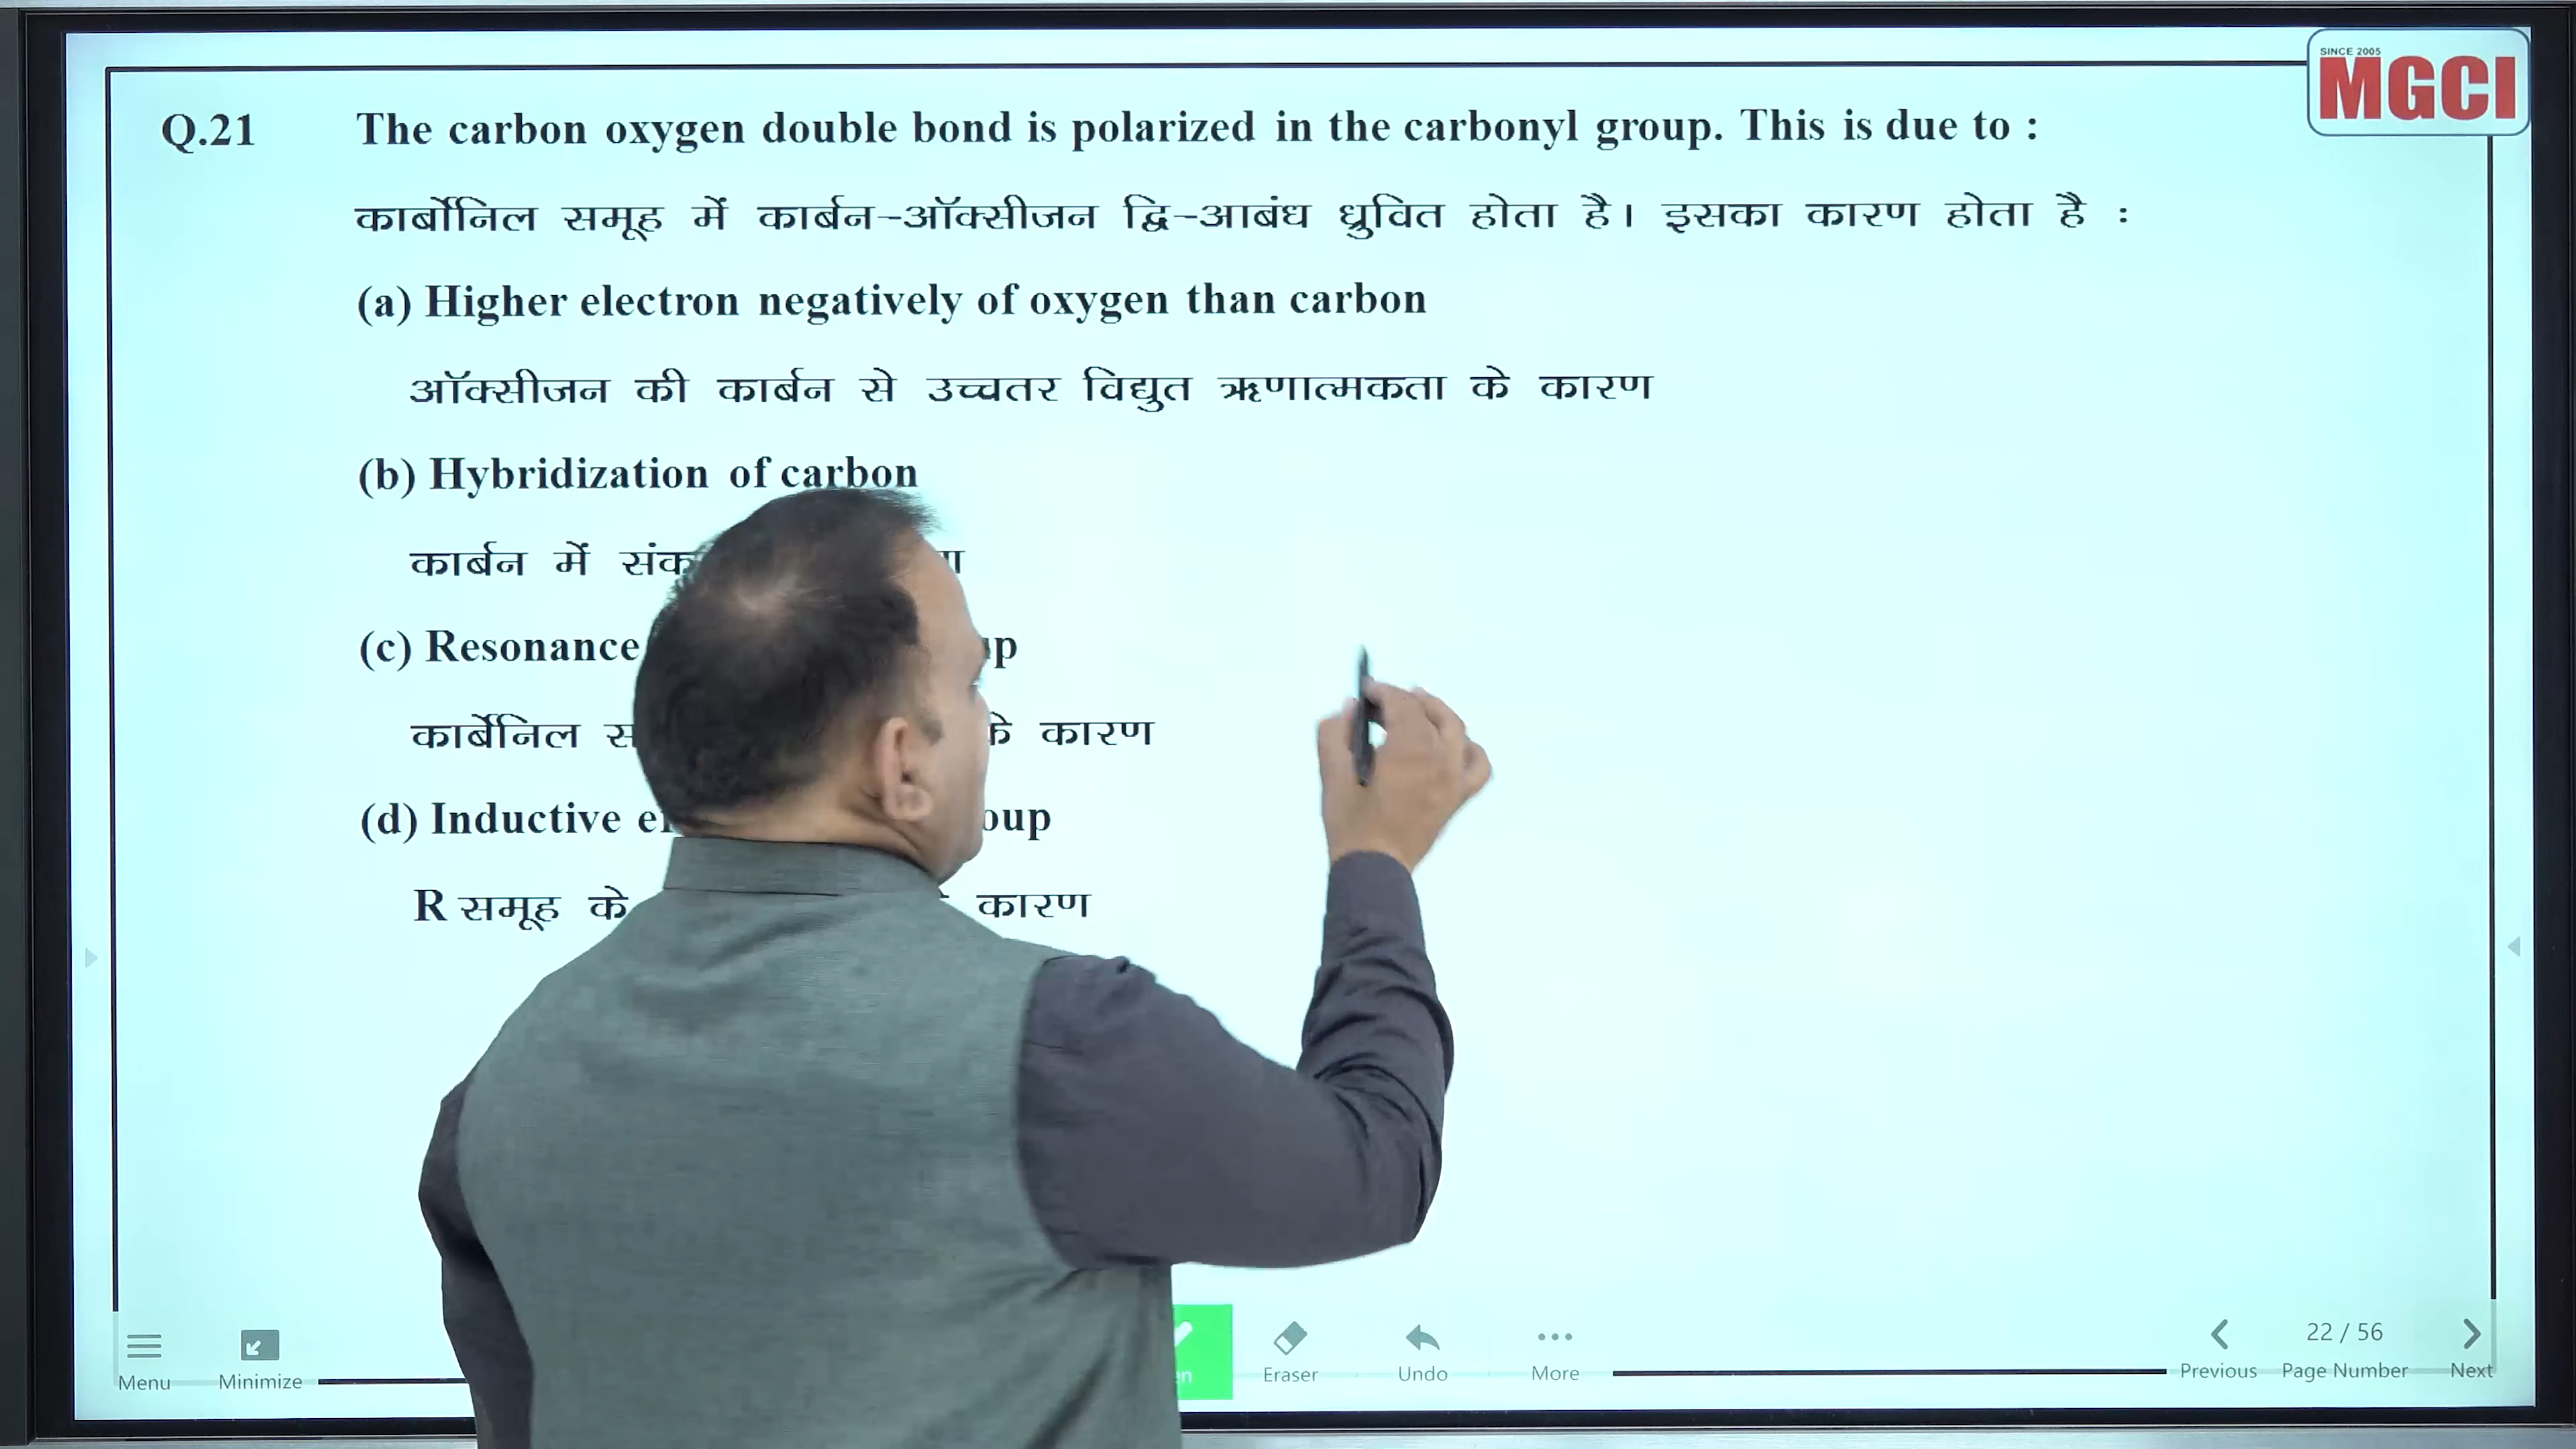 SINCE 2005
MGCI
Q.21 The carbon oxygen double bond is polarized in the carbonyl group. This is due to :
कार्बोनिल समूह में कार्बन-ऑक्सीजन द्वि-आबंध ध्रुवित होता है। इसका कारण होता है :
(a) Higher electron negatively of oxygen than carbon
ऑक्सीजन की कार्बन से उच्चतर विद्युत ऋणात्मकता के कारण
(b) Hybridization of carbon
कार्बन में
(c) Resonance
कार्बेनिल कारण
(d) Inductive
R समूह के कारण
Menu Minimize Eraser Undo More Previous 22 / 56 Page Number Next